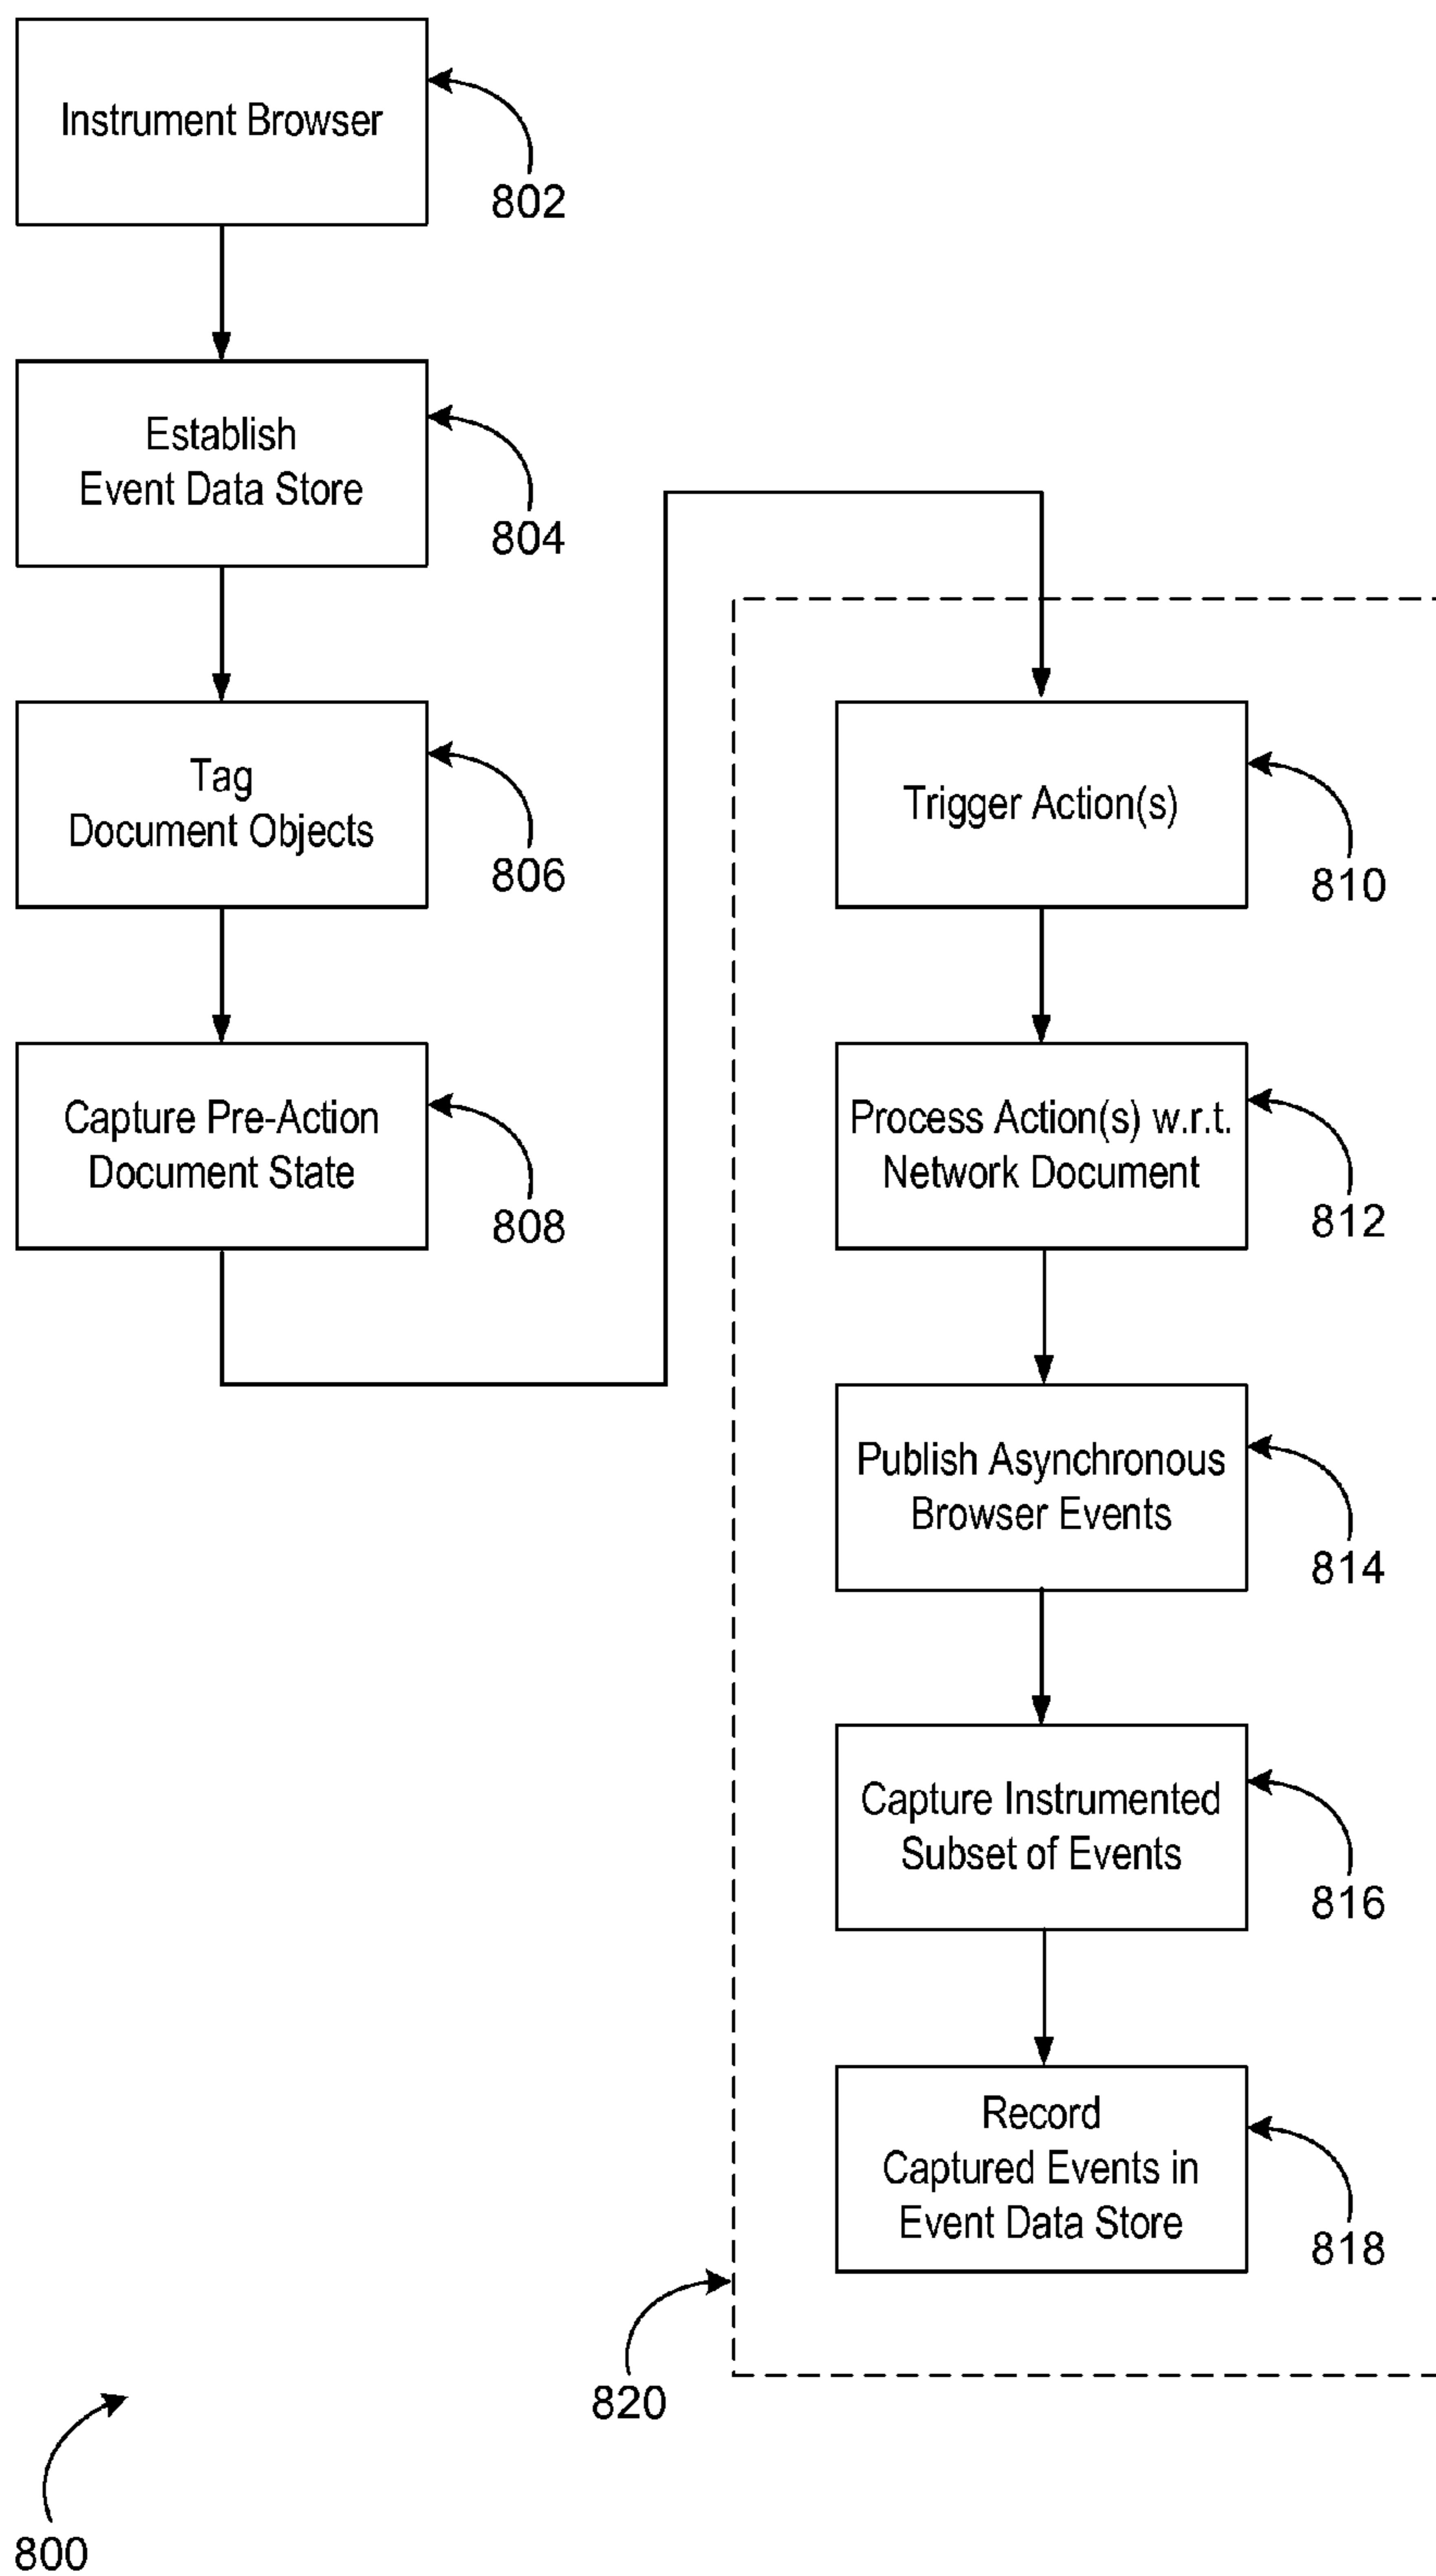 Instrument Browser
802
Establish
Event Data Store
804
Tag
Document Objects
806
Capture Pre-Action
Document State
808
Trigger Action(s)
810
Process Action(s) w.r.t.
Network Document
812
Publish Asynchronous
Browser Events
814
Capture Instrumented
Subset of Events
816
Record
Captured Events in
Event Data Store
818
820
800